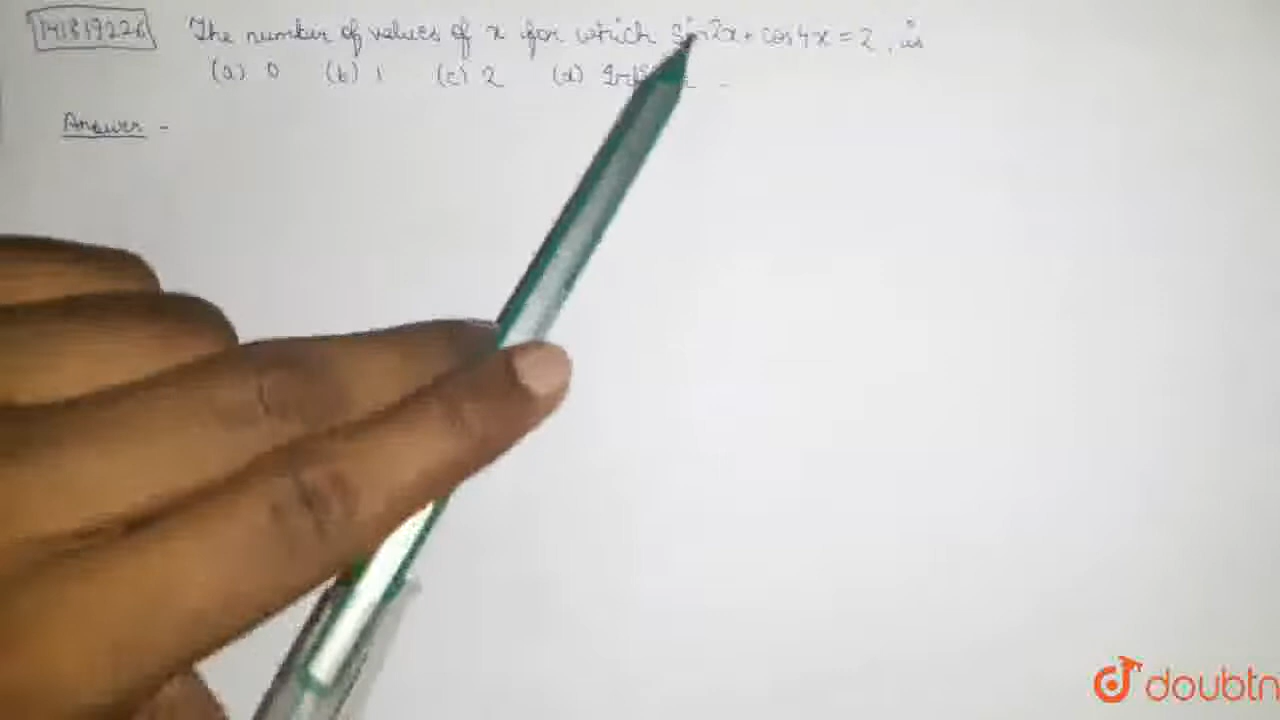 141819226 The number of values of x for which sin2x + cos4x = 2, is
(a) 0 (b) 1 (c) 2 (d)
Answer -
doubtn